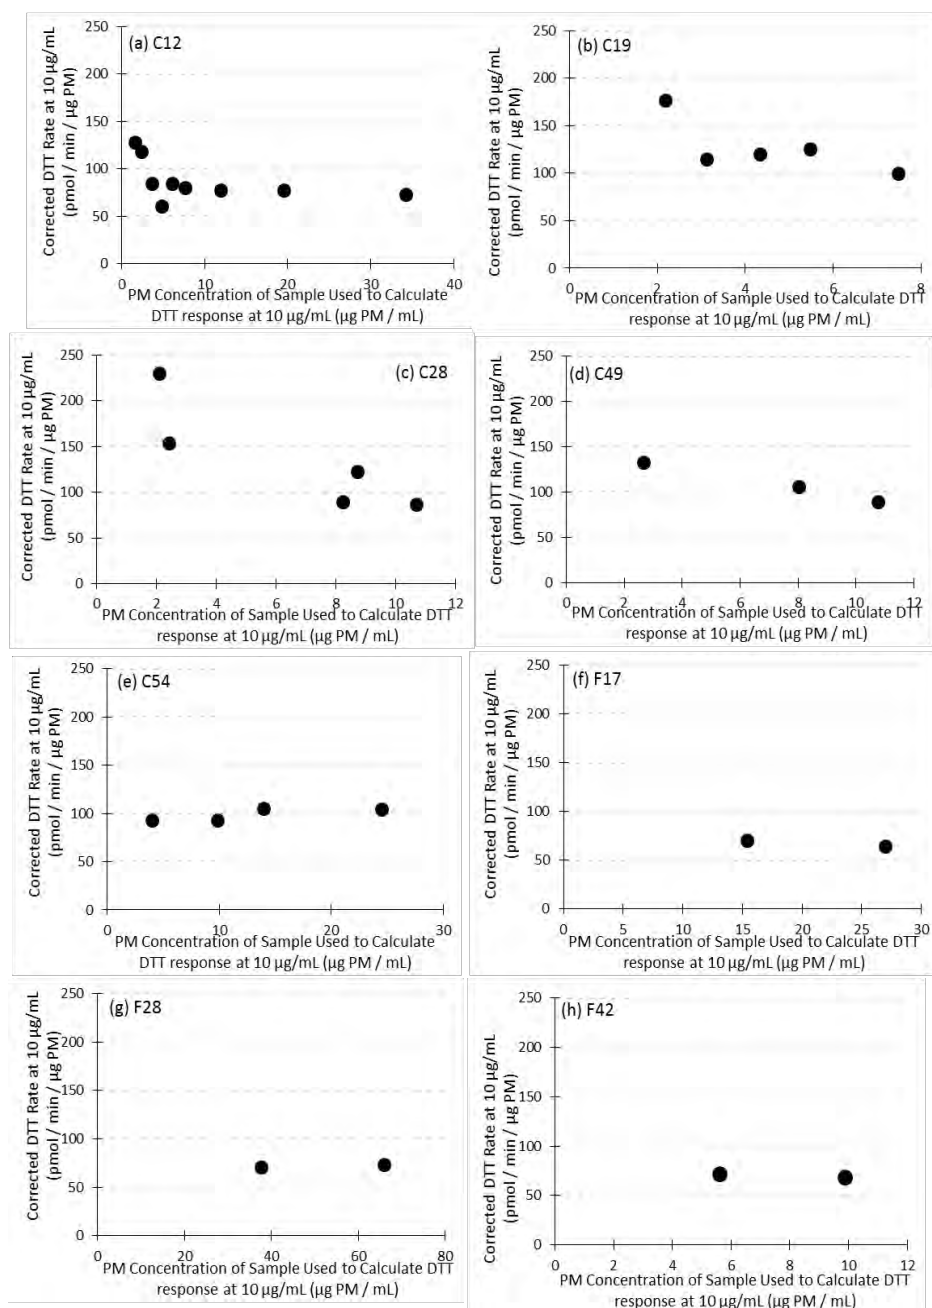 (a) C12
Corrected DTT Rate at 10 µg/mL
(pmol / min / µg PM)
250
200
150
100
50
0
0 10 20 30 40
PM Concentration of Sample Used to Calculate
DTT response at 10 µg/mL (µg PM / mL)
(b) C19
Corrected DTT Rate at 10 µg/mL
(pmol / min / µg PM)
250
200
150
100
50
0
0 2 4 6 8
PM Concentration of Sample Used to Calculate DTT
response at 10 µg/mL (µg PM / mL)
(c) C28
Corrected DTT Rate at 10 µg/mL
(pmol / min / µg PM)
250
200
150
100
50
0
0 2 4 6 8 10 12
PM Concentration of Sample Used to Calculate DTT
response at 10 µg/mL (µg PM / mL)
(d) C49
Corrected DTT Rate at 10 µg/mL
(pmol / min / µg PM)
250
200
150
100
50
0
0 2 4 6 8 10 12
PM Concentration of Sample Used to Calculate DTT
response at 10 µg/mL (µg PM / mL)
(e) C54
Corrected DTT Rate at 10 µg/mL
(pmol / min / µg PM)
250
200
150
100
50
0
0 10 20 30
PM Concentration of Sample Used to Calculate
DTT response at 10 µg/mL (µg PM / mL)
(f) F17
Corrected DTT Rate at 10 µg/mL
(pmol / min / µg PM)
250
200
150
100
50
0
0 5 10 15 20 25 30
PM Concentration of Sample Used to Calculate DTT
response at 10 µg/mL (µg PM / mL)
(g) F28
Corrected DTT Rate at 10 µg/mL
(pmol / min / µg PM)
250
200
150
100
50
0
0 20 40 60 80
PM Concentration of Sample Used to Calculate DTT
response at 10 µg/mL (µg PM / mL)
(h) F42
Corrected DTT Rate at 10 µg/mL
(pmol / min / µg PM)
250
200
150
100
50
0
0 2 4 6 8 10 12
PM Concentration of Sample Used to Calculate DTT
response at 10 µg/mL (µg PM / mL)